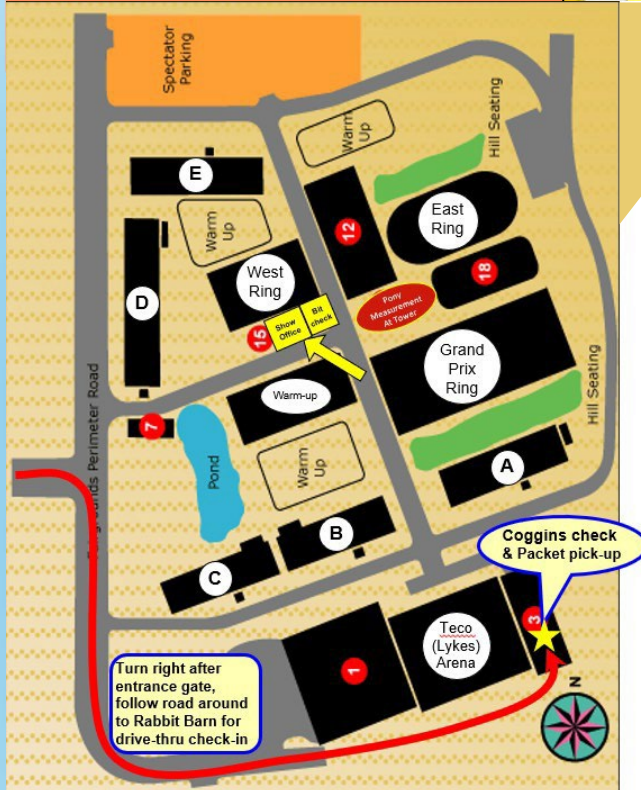 Spectator
Parking
Hill Seating
Warm
Up
E
East
Ring
12
Warm
Up
West
Ring
18
D
Pony
Measurement
At Tower
15
Show
Office
Bit
check
Grand
Prix
Ring
Warm-up
7
Hill Seating
Fairgrounds Perimeter Road
Pond
Warm
Up
A
B
Coggins check
& Packet pick-up
C
3
Teco
(Lykes)
Arena
1
Turn right after
entrance gate,
follow road around
to Rabbit Barn for
drive-thru check-in
N